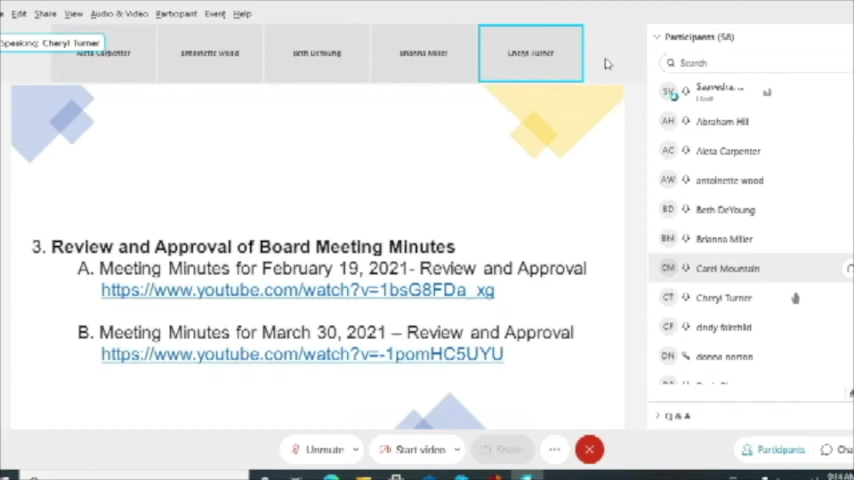 Edit Share View Audio & Video Participant Event Help
Speaking: Cheryl Turner
Aleta Carpenter antoinette wood Beth DeYoung Brianna Miller Cheryl Turner
3. Review and Approval of Board Meeting Minutes
A. Meeting Minutes for February 19, 2021- Review and Approval
https://www.youtube.com/watch?v=1bsG8FDa_xg
B. Meeting Minutes for March 30, 2021 – Review and Approval
https://www.youtube.com/watch?v=-1pomHC5UYU
Participants (58)
Search
Host
AH Abraham Hill
AC Aleta Carpenter
AW antoinette wood
BD Beth DeYoung
BM Brianna Miller
CM Carri Mountain
CT Cheryl Turner
CF cindy fairchild
DN donna norton
Q & A
Unmute Start video Share
Participants